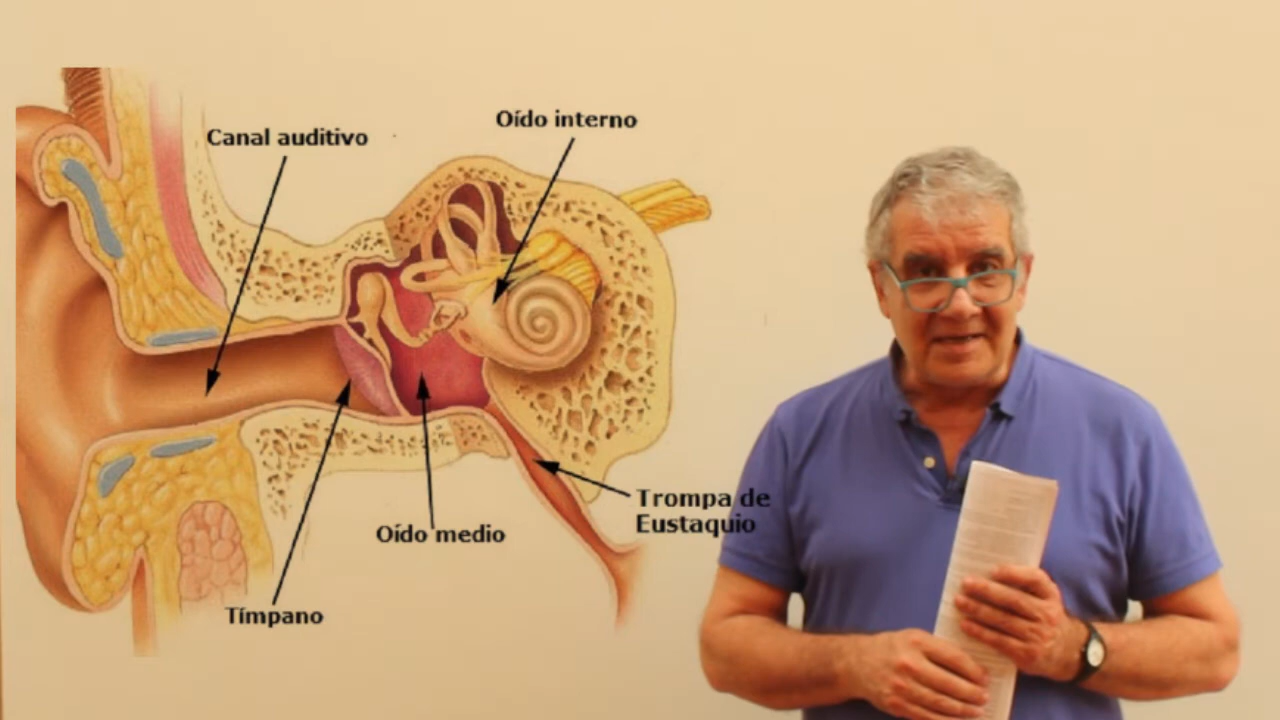 Oído interno
Canal auditivo
Trompa de
Eustaquio
Oído medio
Tímpano